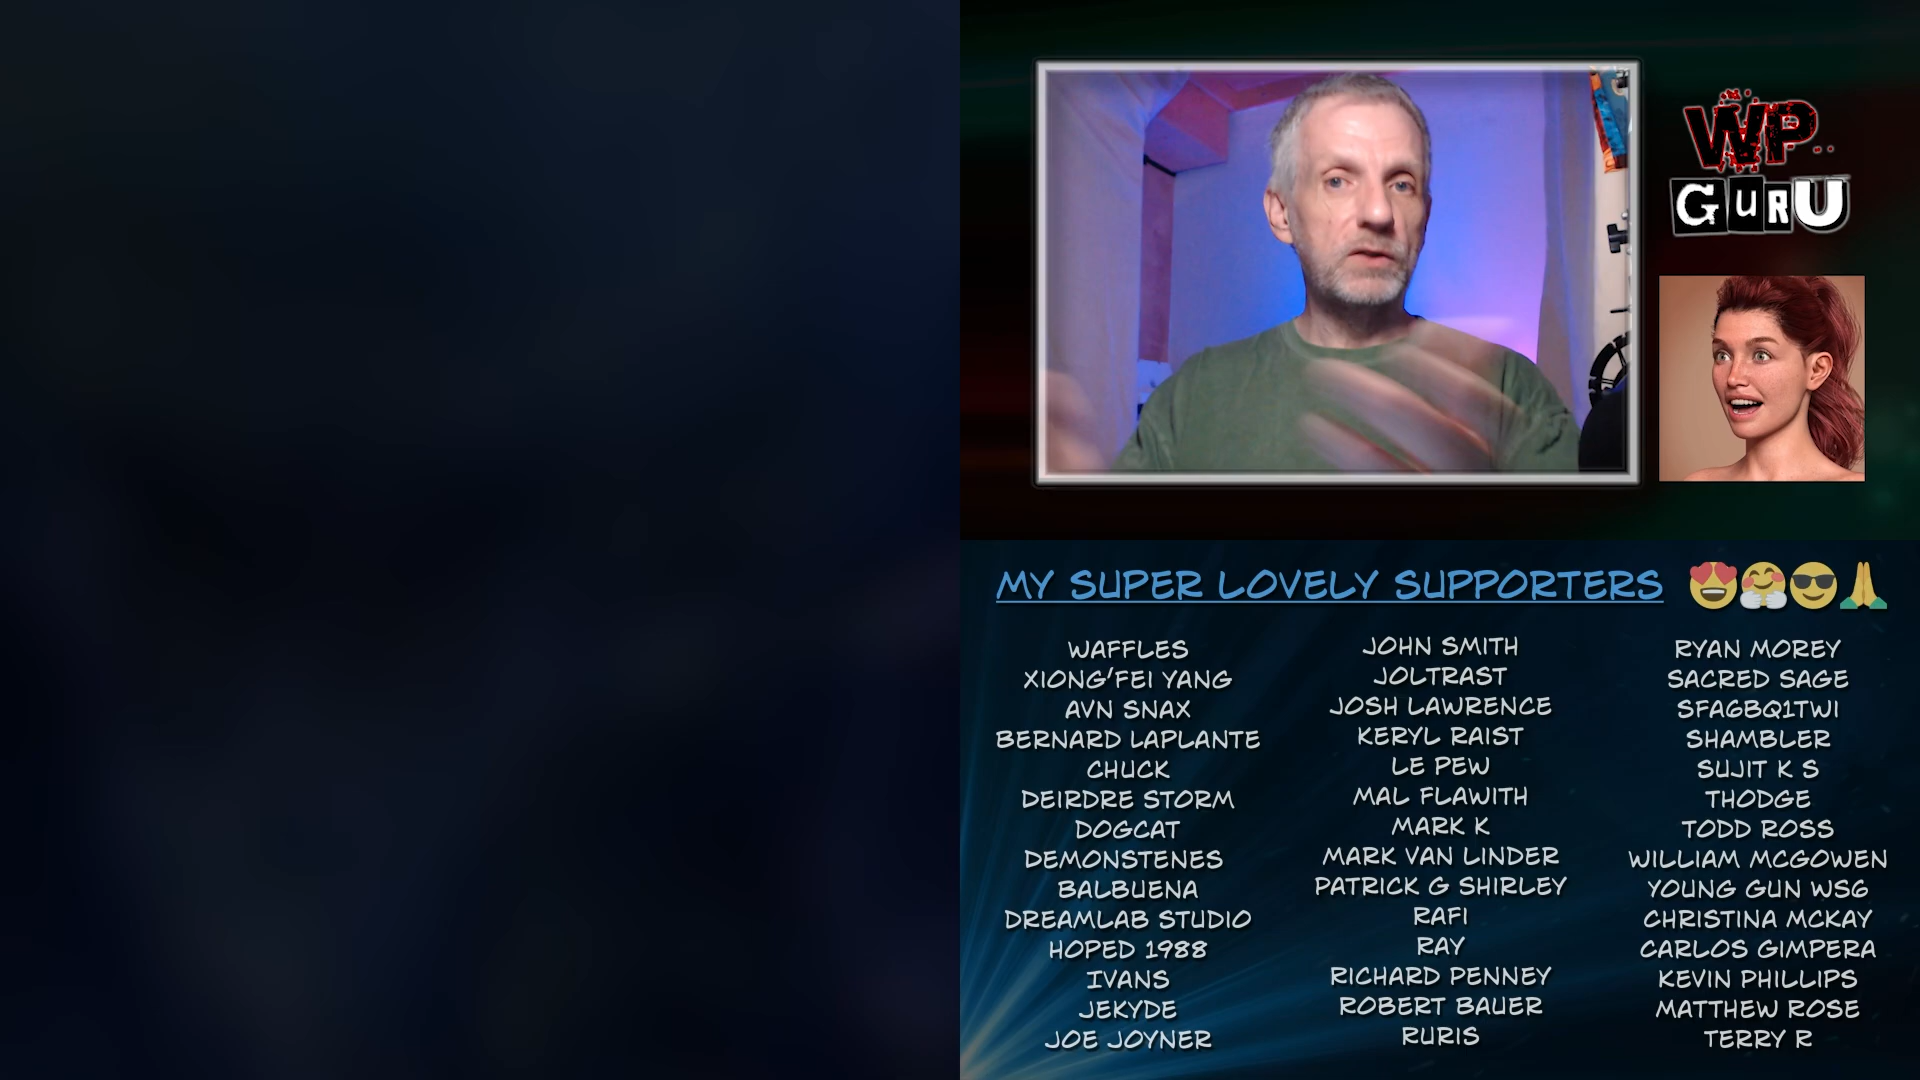 WP..
GURU
MY SUPER LOVELY SUPPORTERS
WAFFLES
XIONG'FEI YANG
AVN SNAX
BERNARD LAPLANTE
CHUCK
DEIRDRE STORM
DOGCAT
DEMONSTENES
BALBUENA
DREAMLAB STUDIO
HOPED 1988
IVANS
JEKYDE
JOE JOYNER
JOHN SMITH
JOLTRAST
JOSH LAWRENCE
KERYL RAIST
LE PEW
MAL FLAWITH
MARK K
MARK VAN LINDER
PATRICK G SHIRLEY
RAFI
RAY
RICHARD PENNEY
ROBERT BAUER
RURIS
RYAN MOREY
SACRED SAGE
SFAGBQ1TWI
SHAMBLER
SUJIT K S
THODGE
TODD ROSS
WILLIAM MCGOWEN
YOUNG GUN WS6
CHRISTINA MCKAY
CARLOS GIMPERA
KEVIN PHILLIPS
MATTHEW ROSE
TERRY R